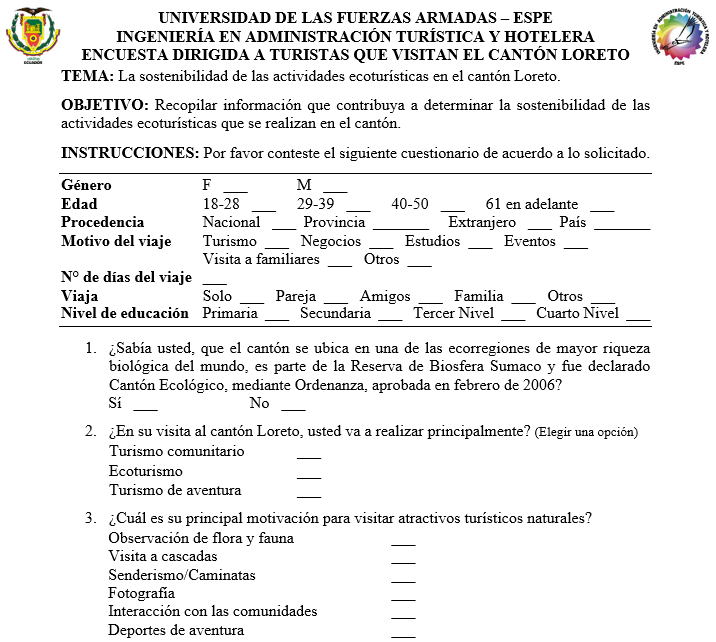 UNIVERSIDAD DE LAS FUERZAS ARMADAS – ESPE
INGENIERÍA EN ADMINISTRACIÓN TURÍSTICA Y HOTELERA
ENCUESTA DIRIGIDA A TURISTAS QUE VISITAN EL CANTÓN LORETO
ECUADOR
ESPE
TEMA: La sostenibilidad de las actividades ecoturísticas en el cantón Loreto.
OBJETIVO: Recopilar información que contribuya a determinar la sostenibilidad de las
actividades ecoturísticas que se realizan en el cantón.
INSTRUCCIONES: Por favor conteste el siguiente cuestionario de acuerdo a lo solicitado.
Género F ___ M ___
Edad 18-28 ___ 29-39 ___ 40-50 ___ 61 en adelante ___
Procedencia Nacional ___ Provincia _______ Extranjero ___ País _______
Motivo del viaje Turismo ___ Negocios ___ Estudios ___ Eventos ___
Visita a familiares ___ Otros ___
N° de días del viaje ___
Viaja Solo ___ Pareja ___ Amigos ___ Familia ___ Otros ___
Nivel de educación Primaria ___ Secundaria ___ Tercer Nivel ___ Cuarto Nivel ___
1. ¿Sabía usted, que el cantón se ubica en una de las ecorregiones de mayor riqueza
biológica del mundo, es parte de la Reserva de Biosfera Sumaco y fue declarado
Cantón Ecológico, mediante Ordenanza, aprobada en febrero de 2006?
Sí ___ No ___
2. ¿En su visita al cantón Loreto, usted va a realizar principalmente? (Elegir una opción)
Turismo comunitario ___
Ecoturismo ___
Turismo de aventura ___
3. ¿Cuál es su principal motivación para visitar atractivos turísticos naturales?
Observación de flora y fauna ___
Visita a cascadas ___
Senderismo/Caminatas ___
Fotografía ___
Interacción con las comunidades ___
Deportes de aventura ___